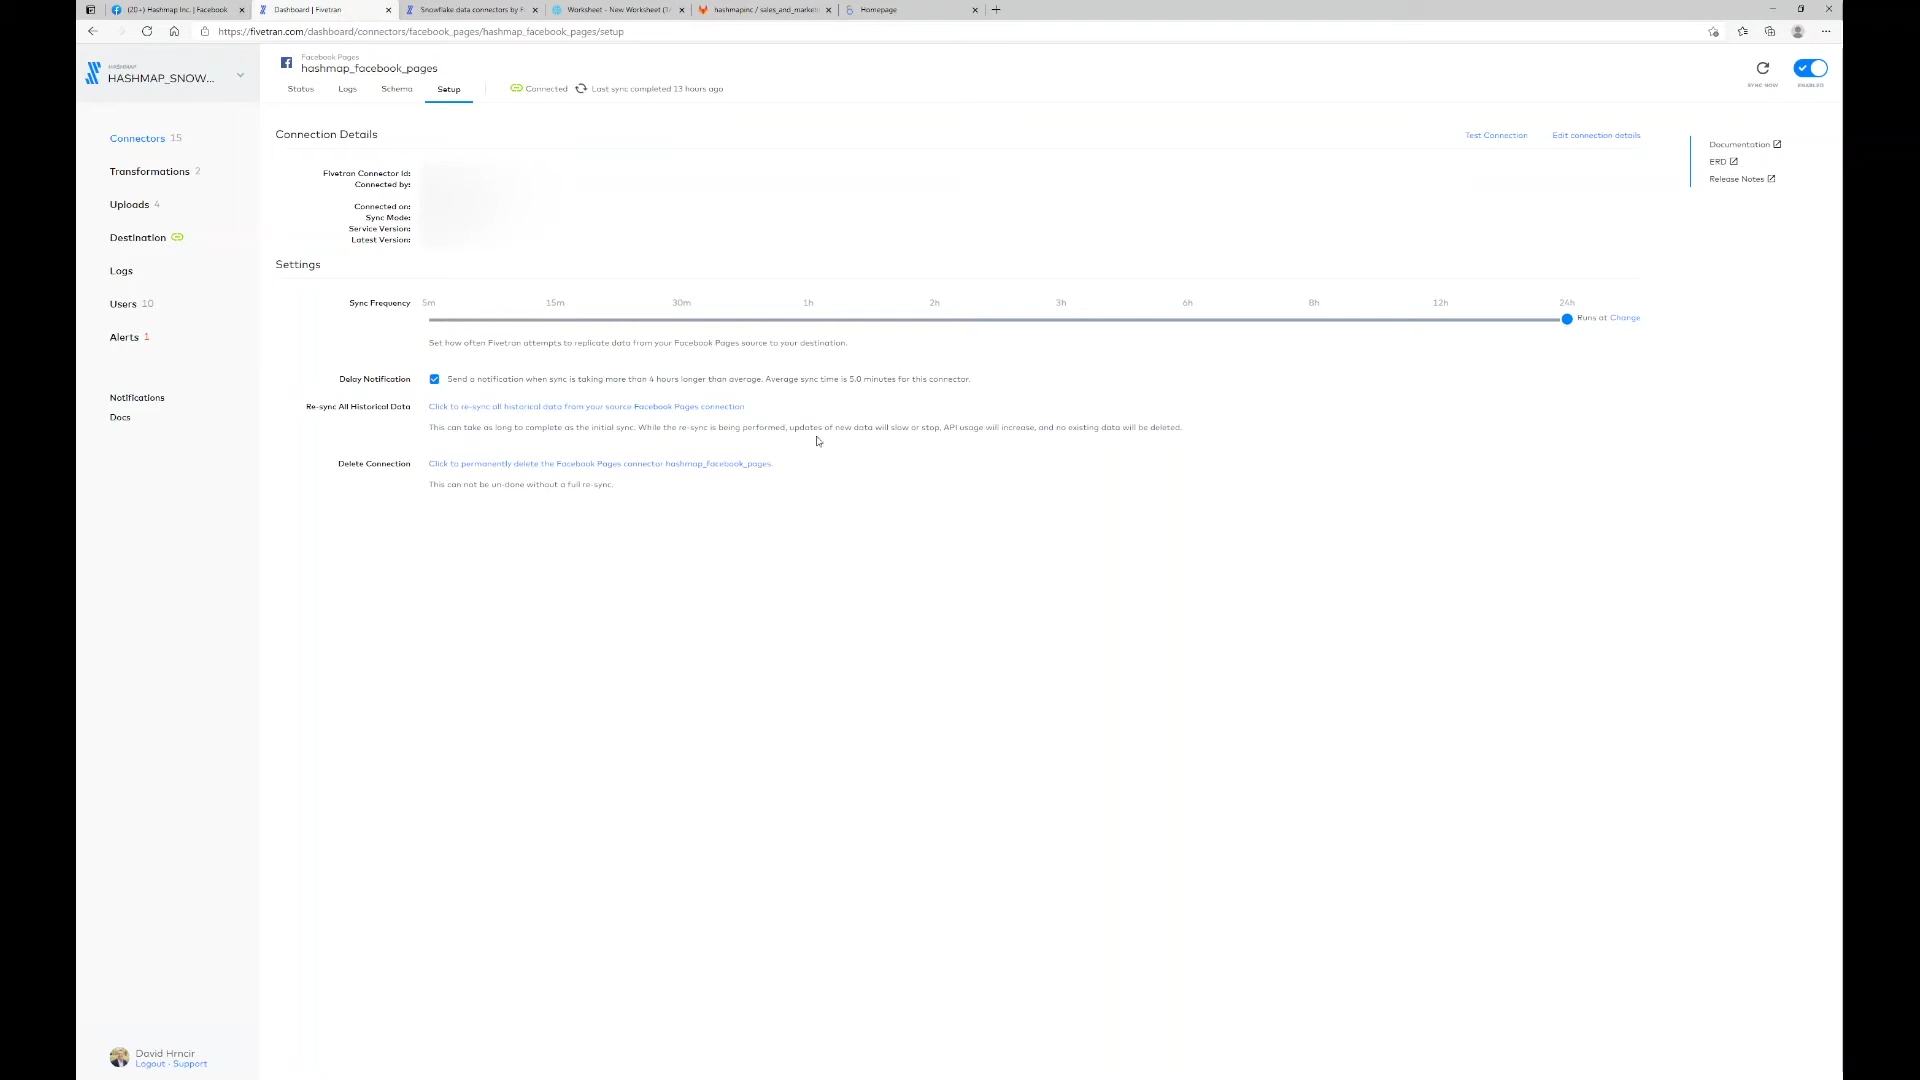 (20+) Hashmap Inc. | Facebook
Dashboard | Fivetran
Snowflake data connectors by F
Worksheet - New Worksheet (1/
hashmapinc / sales_and_market
Homepage
https://fivetran.com/dashboard/connectors/facebook_pages/hashmap_facebook_pages/setup
HASHMAP
HASHMAP_SNOW...
Facebook Pages
hashmap_facebook_pages
Status
Logs
Schema
Setup
Connected
Last sync completed 13 hours ago
SYNC NOW
ENABLED
Connectors 15
Transformations 2
Uploads 4
Destination
Logs
Users 10
Alerts 1
Notifications
Docs
Connection Details
Test Connection
Edit connection details
Documentation
ERD
Release Notes
Fivetran Connector Id:
Connected by:
Connected on:
Sync Mode:
Service Version:
Latest Version:
Settings
Sync Frequency
5m 15m 30m 1h 2h 3h 6h 8h 12h 24h
Runs at Change
Set how often Fivetran attempts to replicate data from your Facebook Pages source to your destination.
Delay Notification
Send a notification when sync is taking more than 4 hours longer than average. Average sync time is 5.0 minutes for this connector.
Re-sync All Historical Data
Click to re-sync all historical data from your source Facebook Pages connection
This can take as long to complete as the initial sync. While the re-sync is being performed, updates of new data will slow or stop, API usage will increase, and no existing data will be deleted.
Delete Connection
Click to permanently delete the Facebook Pages connector hashmap_facebook_pages.
This can not be un-done without a full re-sync.
David Hrncir
Logout - Support